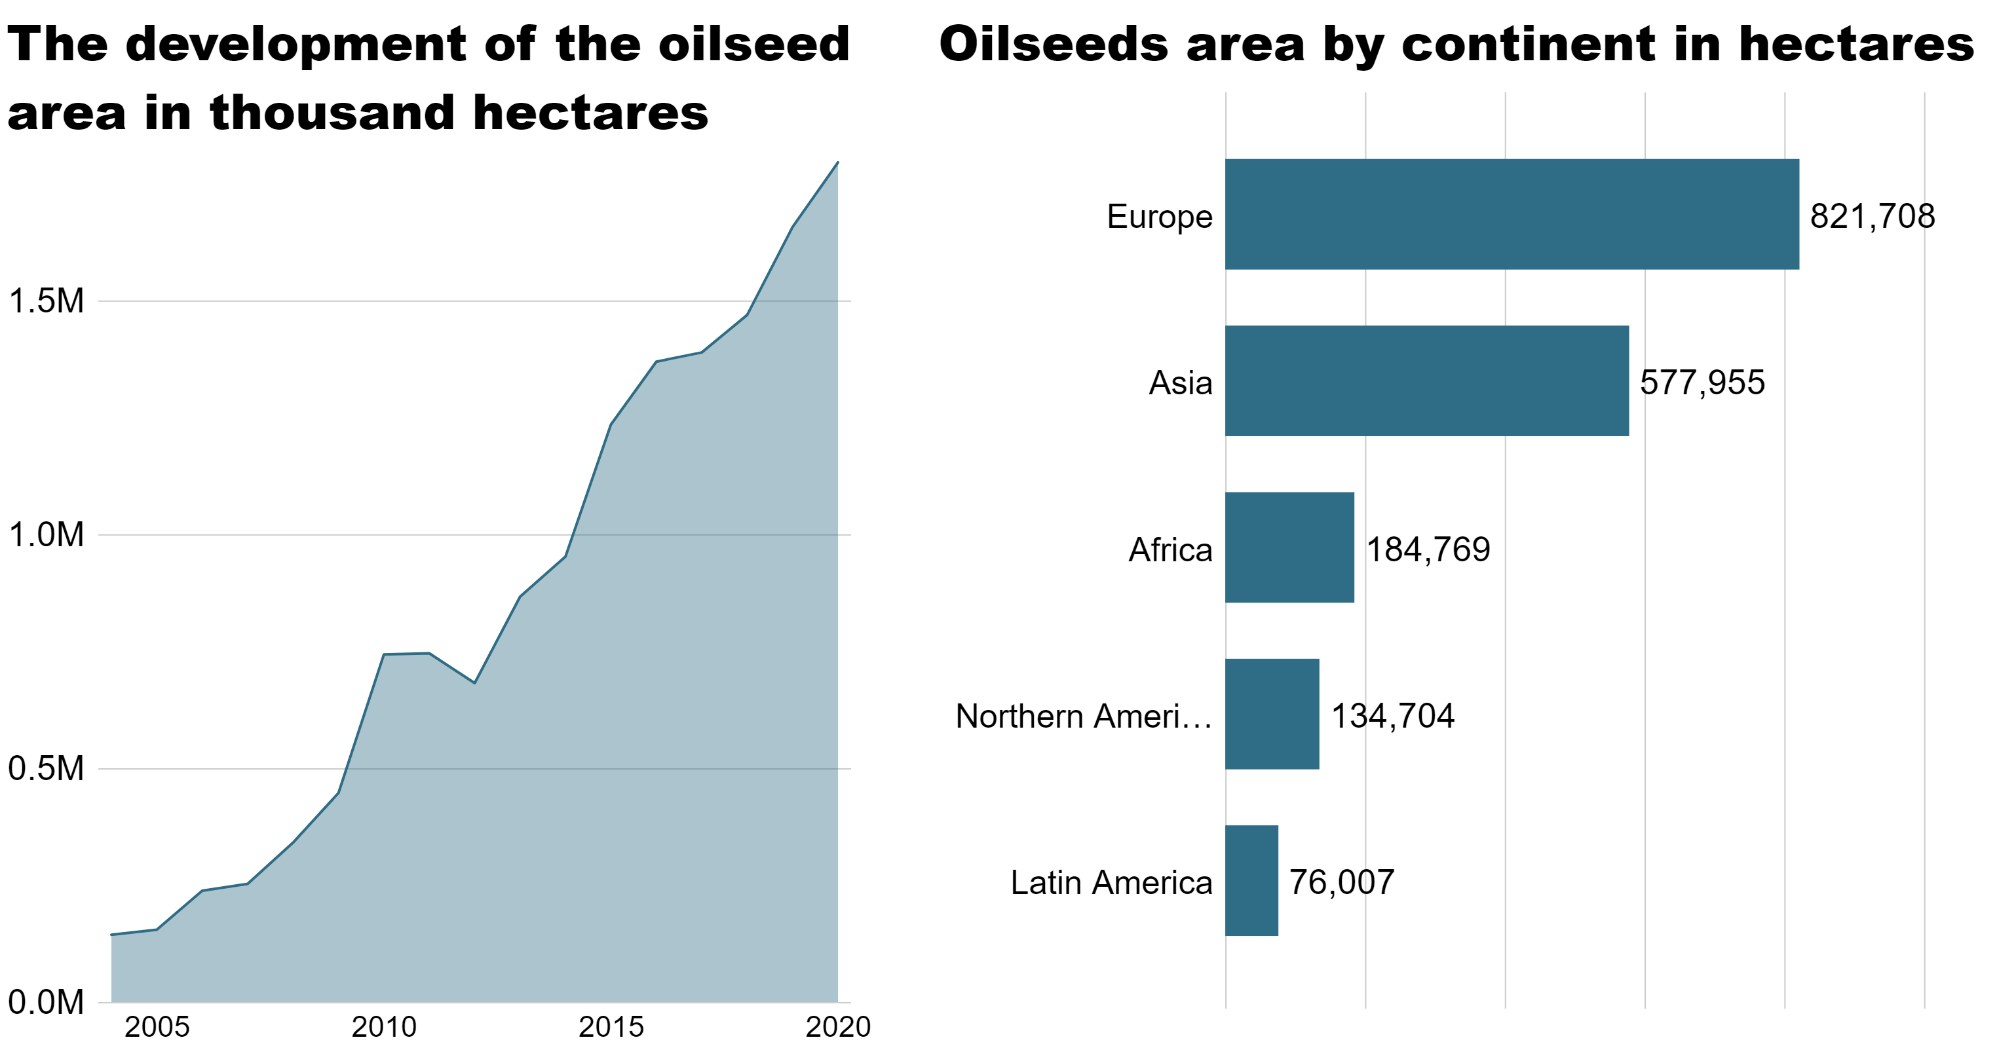 The development of the oilseed
area in thousand hectares
1.5M
1.0M
0.5M
0.0M
2005 2010 2015 2020
Oilseeds area by continent in hectares
Europe 821,708
Asia 577,955
Africa 184,769
Northern Ameri… 134,704
Latin America 76,007